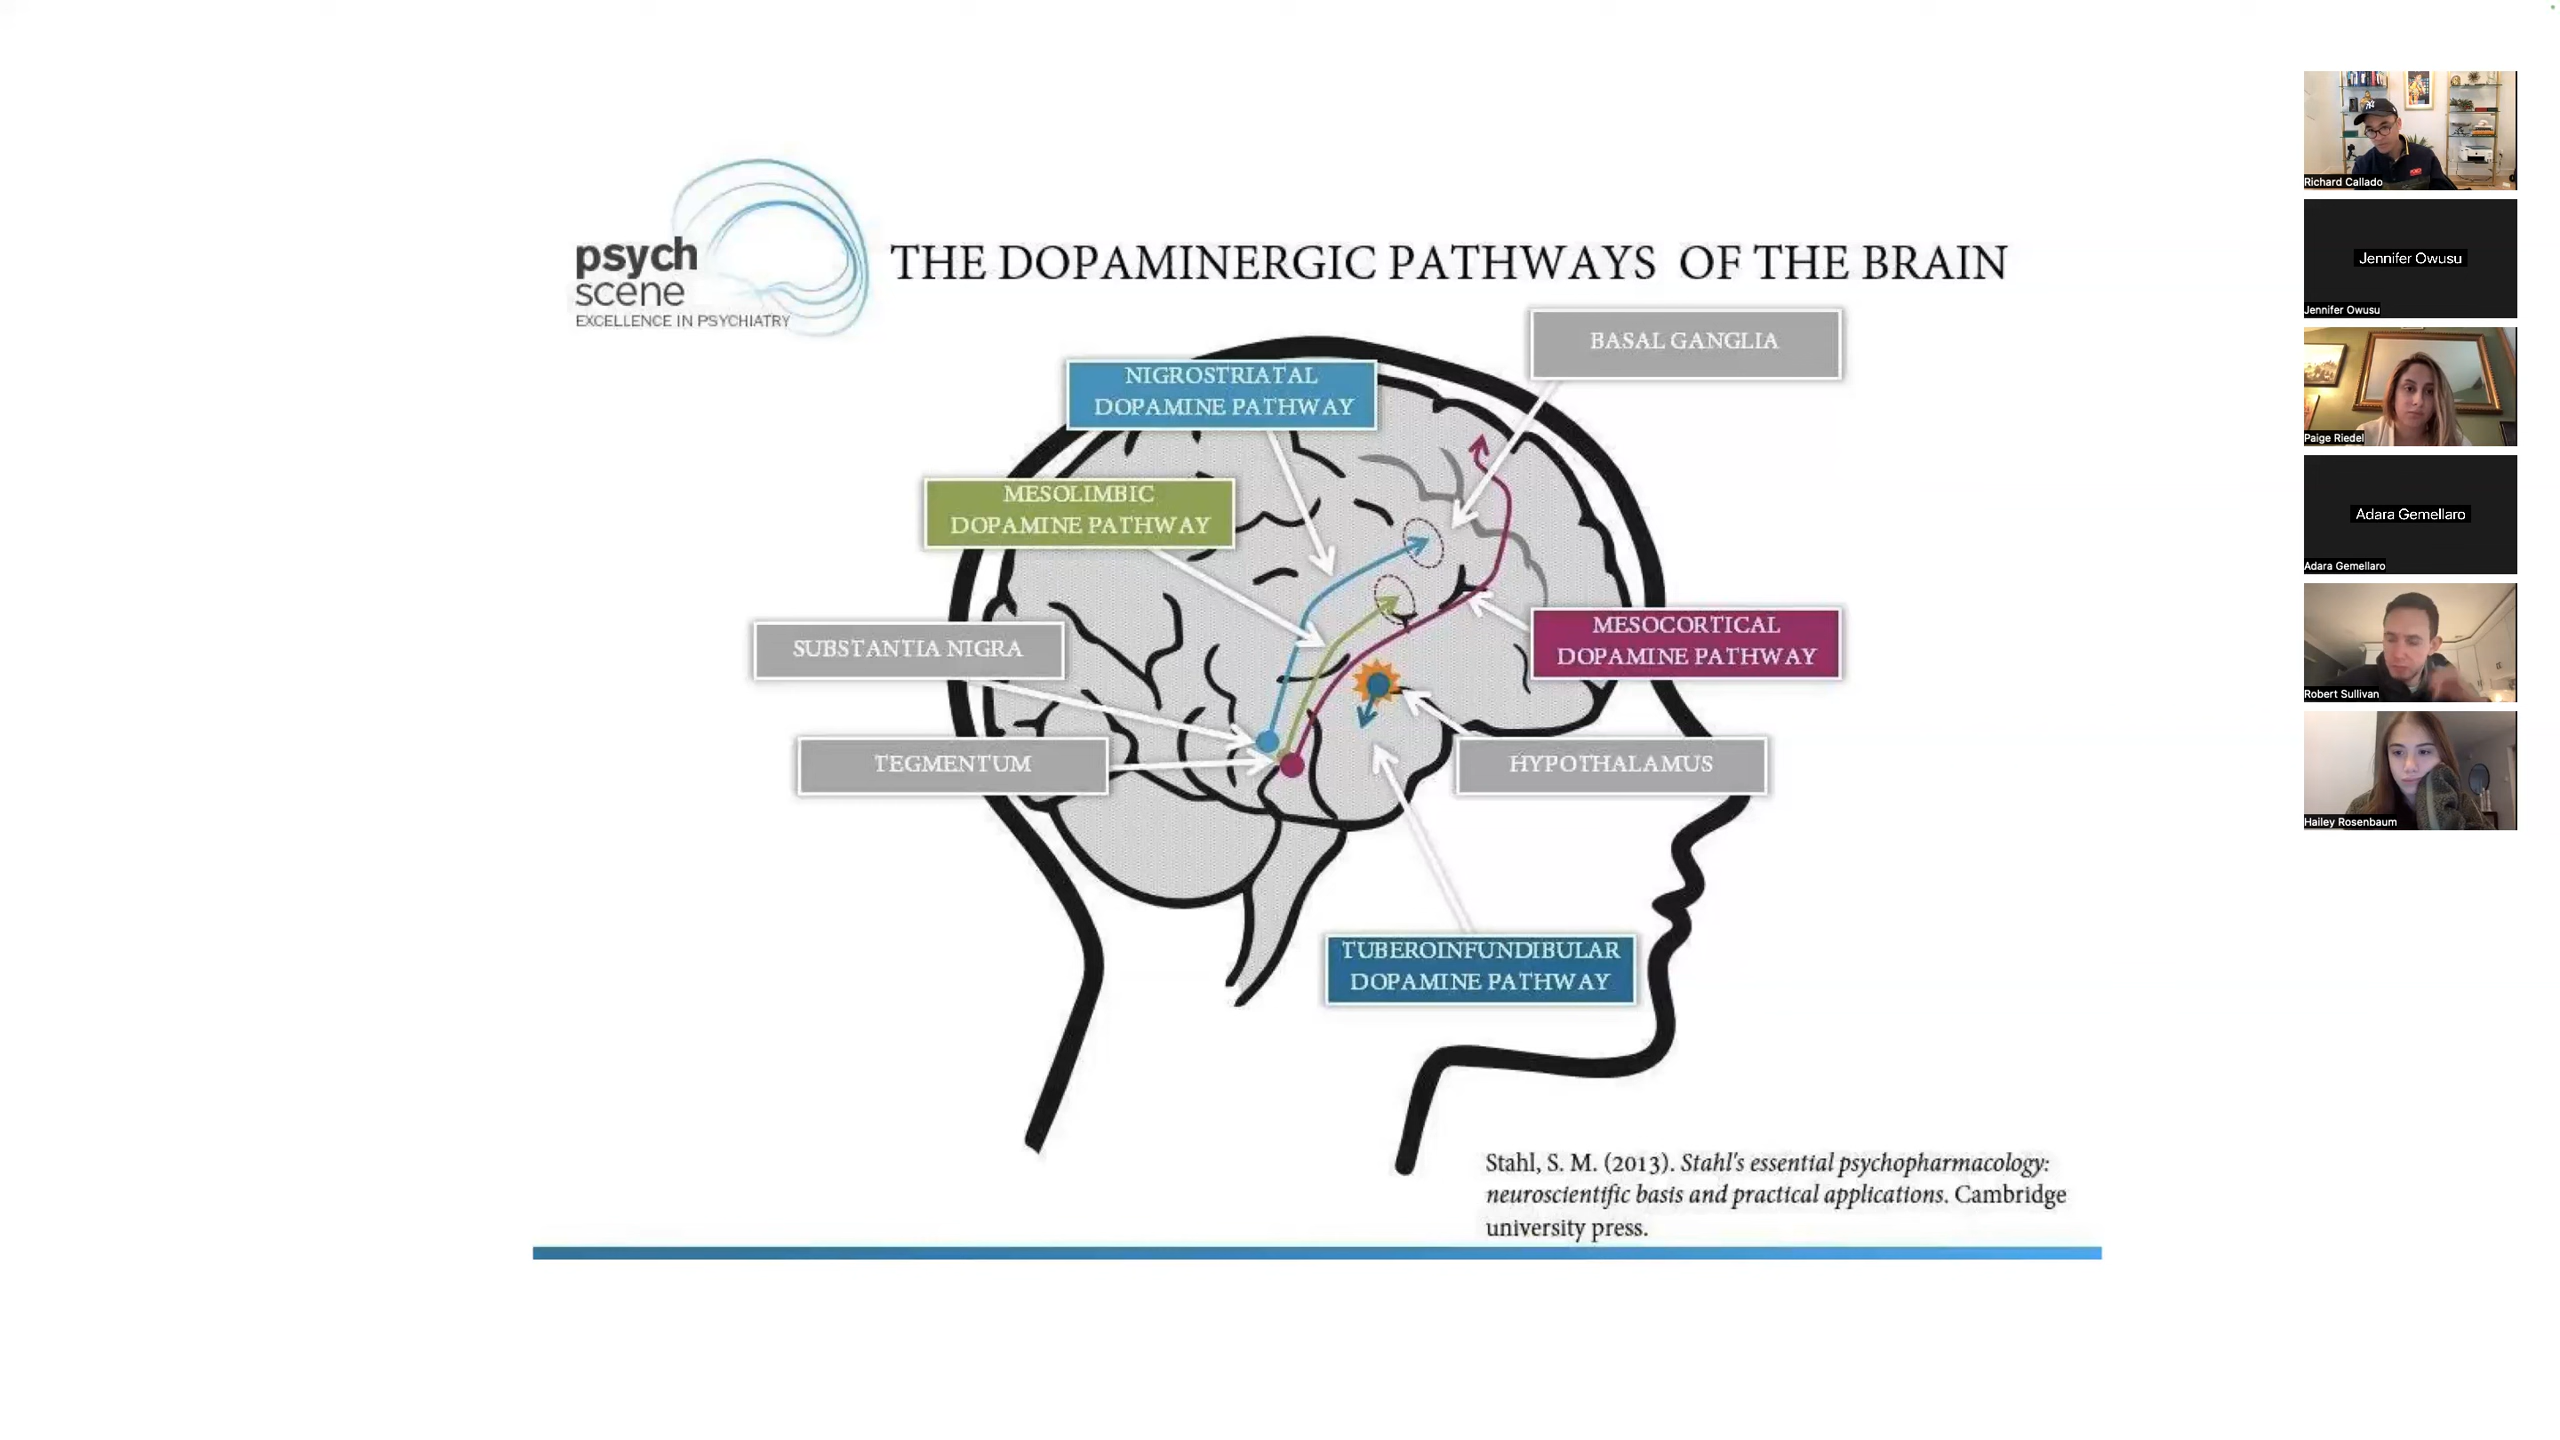 psych
scene
EXCELLENCE IN PSYCHIATRY
THE DOPAMINERGIC PATHWAYS OF THE BRAIN
BASAL GANGLIA
NIGROSTRIATAL
DOPAMINE PATHWAY
MESOLIMBIC
DOPAMINE PATHWAY
SUBSTANTIA NIGRA
MESOCORTICAL
DOPAMINE PATHWAY
TEGMENTUM
HYPOTHALAMUS
TUBEROINFUNDIBULAR
DOPAMINE PATHWAY
Stahl, S. M. (2013). Stahl's essential psychopharmacology:
neuroscientific basis and practical applications. Cambridge
university press.
Richard Callado
Jennifer Owusu
Jennifer Owusu
Paige Riedel
Adara Gemellaro
Adara Gemellaro
Robert Sullivan
Hailey Rosenbaum